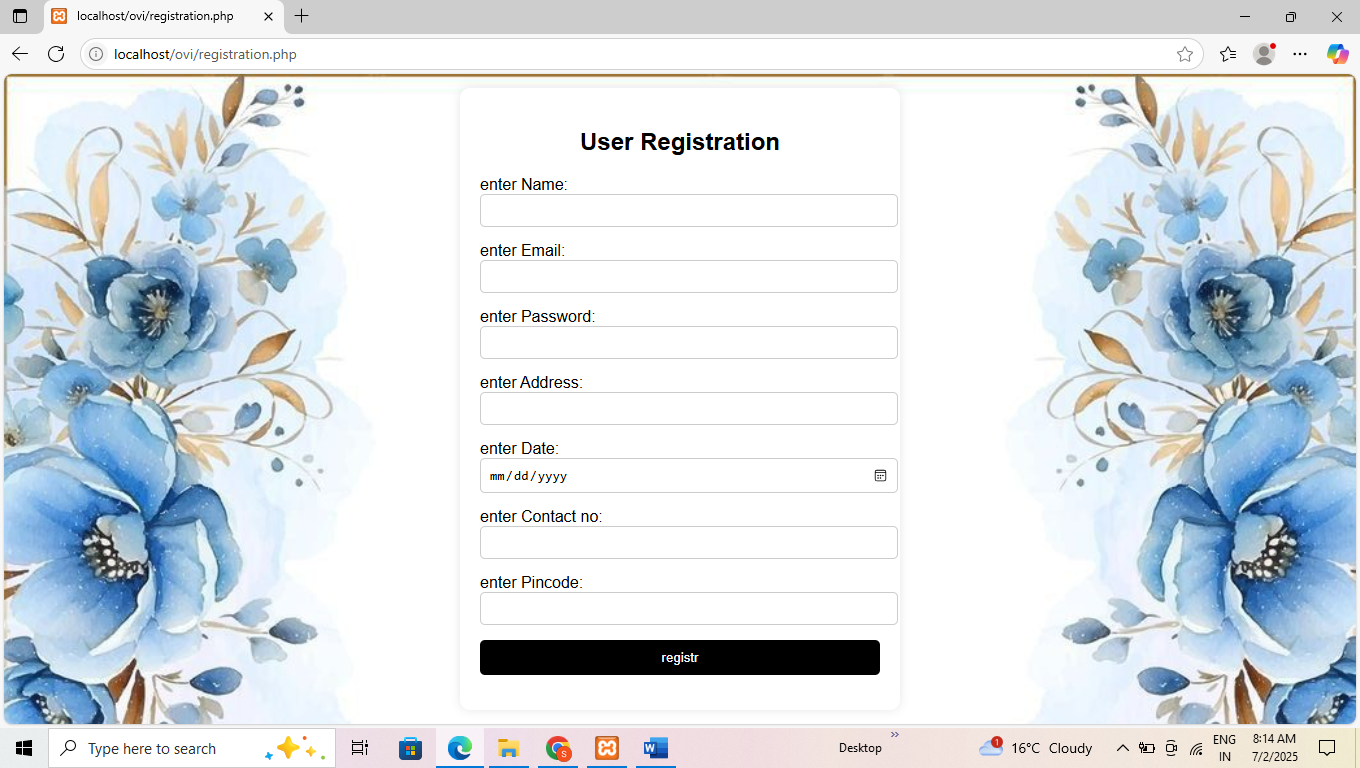 localhost/ovi/registration.php
localhost/ovi/registration.php
User Registration
enter Name:
enter Email:
enter Password:
enter Address:
enter Date:
mm/dd/yyyy
enter Contact no:
enter Pincode:
registr
Type here to search
S
W
Desktop
1
16°C Cloudy
ENG
IN
8:14 AM
7/2/2025